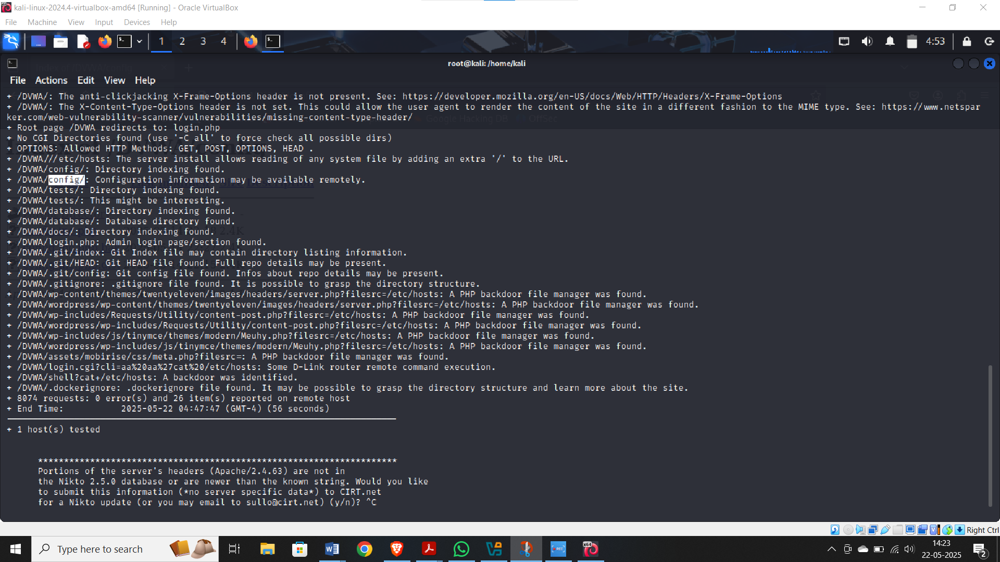 kali-linux-2024.4-virtualbox-amd64 [Running] - Oracle VirtualBox
File Machine View Input Devices Help
1 2 3 4 4:53
root@kali: /home/kali
File Actions Edit View Help
+ /DVWA/: The anti-clickjacking X-Frame-Options header is not present. See: https://developer.mozilla.org/en-US/docs/Web/HTTP/Headers/X-Frame-Options
+ /DVWA/: The X-Content-Type-Options header is not set. This could allow the user agent to render the content of the site in a different fashion to the MIME type. See: https://www.netspar
ker.com/web-vulnerability-scanner/vulnerabilities/missing-content-type-header/
+ Root page /DVWA redirects to: login.php
+ No CGI Directories found (use '-C all' to force check all possible dirs)
+ OPTIONS: Allowed HTTP Methods: GET, POST, OPTIONS, HEAD .
+ /DVWA///etc/hosts: The server install allows reading of any system file by adding an extra '/' to the URL.
+ /DVWA/config/: Directory indexing found.
+ /DVWA/config/: Configuration information may be available remotely.
+ /DVWA/tests/: Directory indexing found.
+ /DVWA/tests/: This might be interesting.
+ /DVWA/database/: Directory indexing found.
+ /DVWA/database/: Database directory found.
+ /DVWA/docs/: Directory indexing found.
+ /DVWA/login.php: Admin login page/section found.
+ /DVWA/.git/index: Git Index file may contain directory listing information.
+ /DVWA/.git/HEAD: Git HEAD file found. Full repo details may be present.
+ /DVWA/.git/config: Git config file found. Infos about repo details may be present.
+ /DVWA/.gitignore: .gitignore file found. It is possible to grasp the directory structure.
+ /DVWA/wp-content/themes/twentyeleven/images/headers/server.php?filesrc=/etc/hosts: A PHP backdoor file manager was found.
+ /DVWA/wordpress/wp-content/themes/twentyeleven/images/headers/server.php?filesrc=/etc/hosts: A PHP backdoor file manager was found.
+ /DVWA/wp-includes/Requests/Utility/content-post.php?filesrc=/etc/hosts: A PHP backdoor file manager was found.
+ /DVWA/wordpress/wp-includes/Requests/Utility/content-post.php?filesrc=/etc/hosts: A PHP backdoor file manager was found.
+ /DVWA/wp-includes/js/tinymce/themes/modern/Meuhy.php?filesrc=/etc/hosts: A PHP backdoor file manager was found.
+ /DVWA/wordpress/wp-includes/js/tinymce/themes/modern/Meuhy.php?filesrc=/etc/hosts: A PHP backdoor file manager was found.
+ /DVWA/assets/mobirise/css/meta.php?filesrc=: A PHP backdoor file manager was found.
+ /DVWA/login.cgi?cli=aa%20aa%27cat%20/etc/hosts: Some D-Link router remote command execution.
+ /DVWA/shell?cat+/etc/hosts: A backdoor was identified.
+ /DVWA/.dockerignore: .dockerignore file found. It may be possible to grasp the directory structure and learn more about the site.
+ 8074 requests: 0 error(s) and 26 item(s) reported on remote host
+ End Time: 2025-05-22 04:47:47 (GMT-4) (56 seconds)
+ 1 host(s) tested
*********************************************************************
Portions of the server's headers (Apache/2.4.63) are not in
the Nikto 2.5.0 database or are newer than the known string. Would you like
to submit this information (*no server specific data*) to CIRT.net
for a Nikto update (or you may email to sullo@cirt.net) (y/n)? ^C
Right Ctrl
Type here to search
14:23
22-05-2025
2